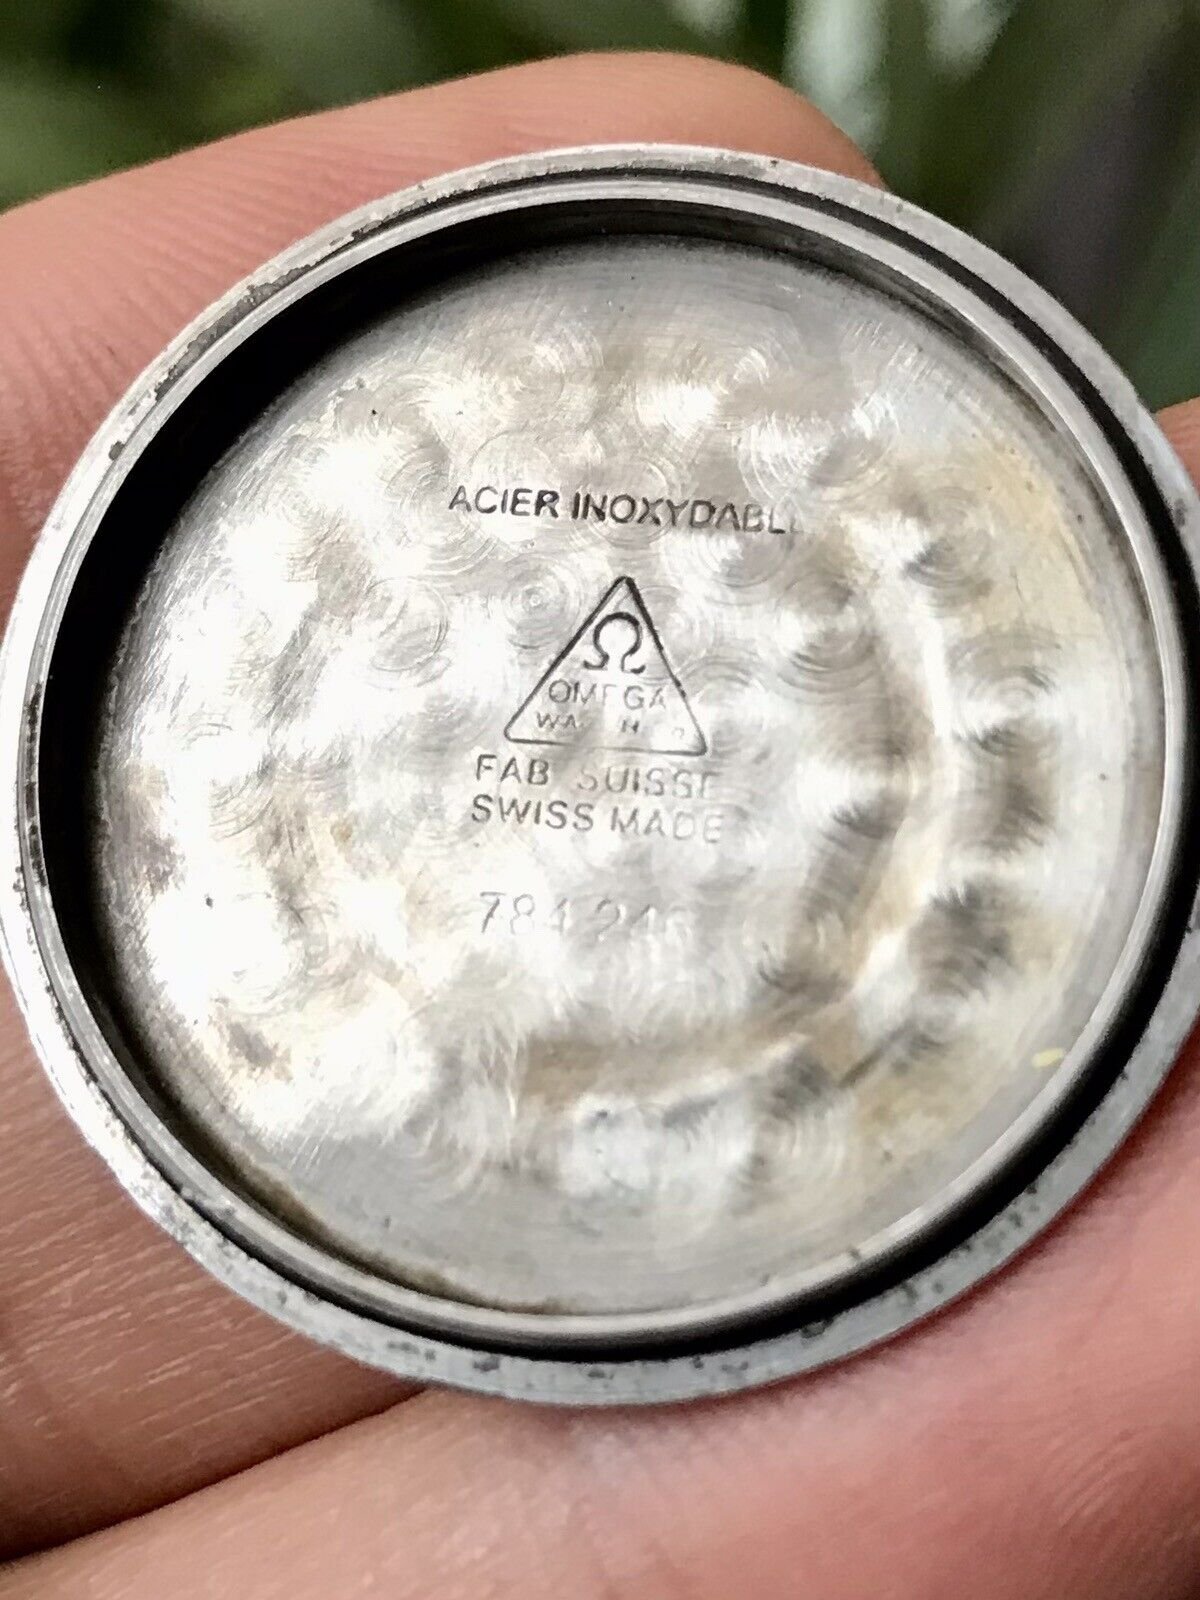 ACIER INOXYDABLE
Ω
OMEGA
FAB SUISSE
SWISS MADE